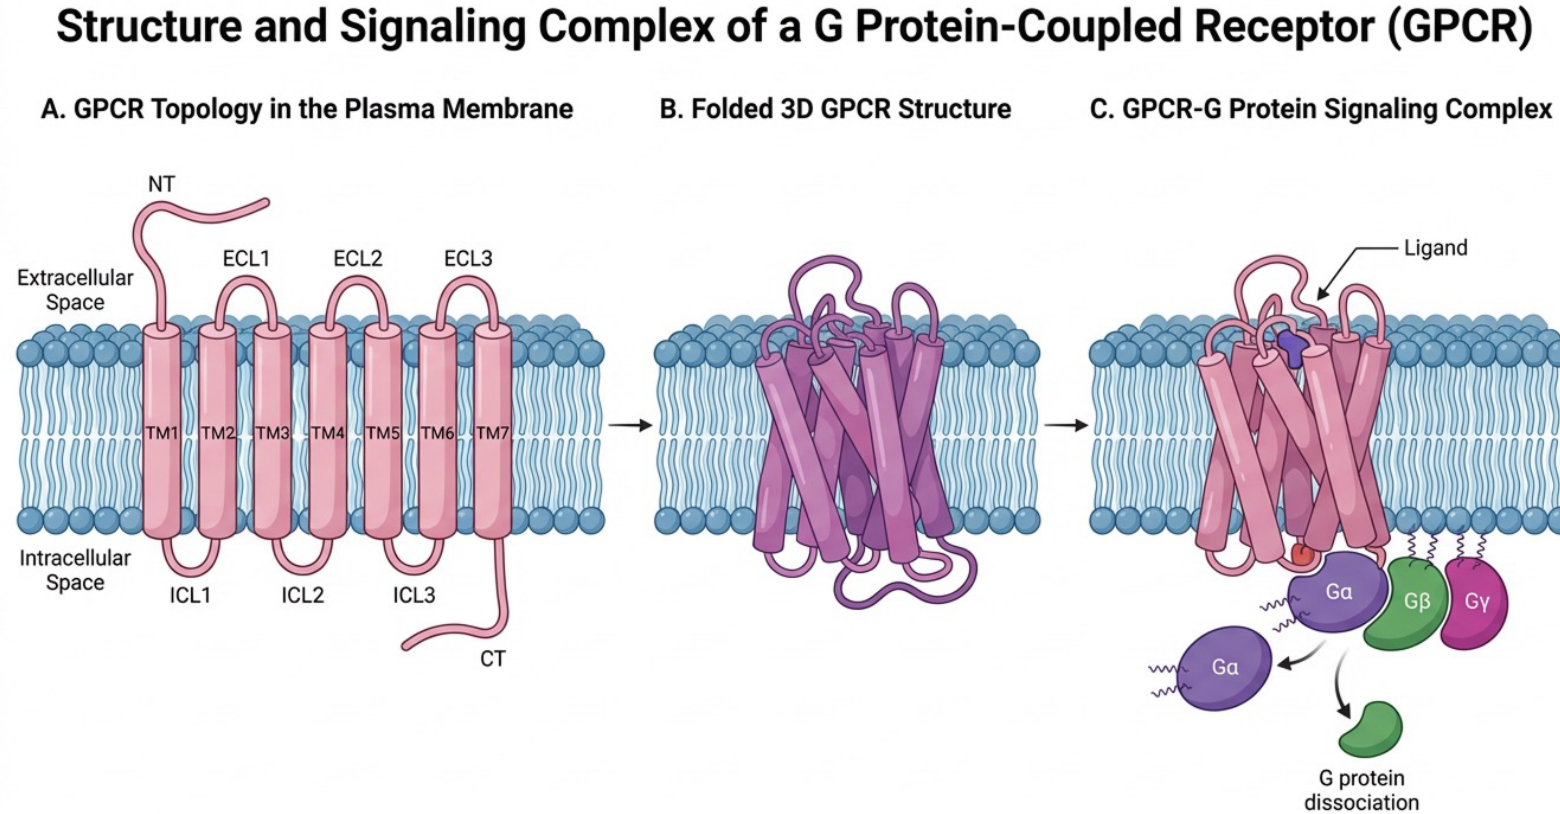 Structure and Signaling Complex of a G Protein-Coupled Receptor (GPCR)
A. GPCR Topology in the Plasma Membrane
NT
ECL1
ECL2
ECL3
Extracellular
Space
TM1
TM2
TM3
TM4
TM5
TM6
TM7
Intracellular
Space
ICL1
ICL2
ICL3
CT
B. Folded 3D GPCR Structure
C. GPCR-G Protein Signaling Complex
Ligand
Gα
Gβ
Gγ
Gα
G protein
dissociation